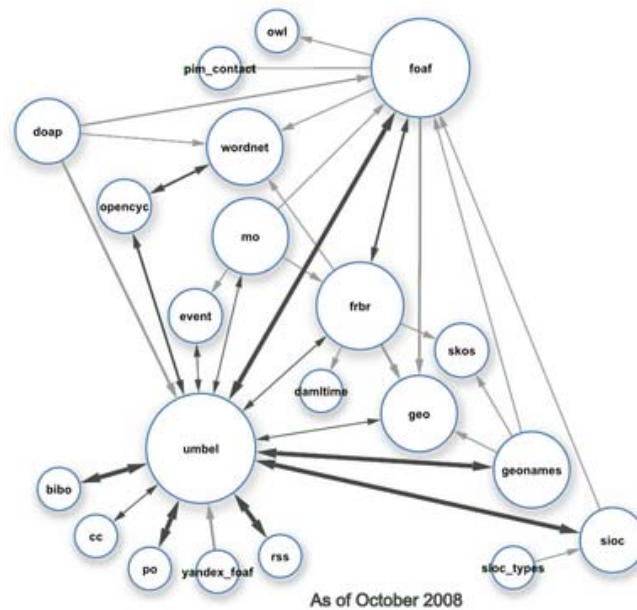 owl
foaf
pim_contact
doap
wordnet
opencyc
mo
event
frbr
skos
damltime
geo
umbel
geonames
bibo
cc
po
yandex_foaf
rss
sioc
sioc_types
As of October 2008